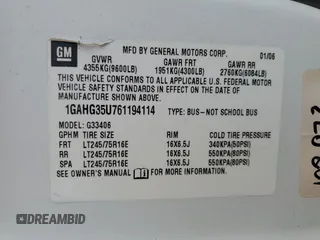 GM
MFD BY GENERAL MOTORS CORP. 01/06
GVWR GAWR FRT GAWR RR
4355KG(9600LB) 1951KG(4300LB) 2760KG(6084LB)
THIS VEHICLE CONFORMS TO ALL APPLICABLE U.S. FEDERAL
MOTOR VEHICLE SAFETY STANDARDS IN EFFECT ON THE DATE
OF MANUFACTURE SHOWN ABOVE.
1GAHG35U761194114 TYPE: BUS-NOT SCHOOL BUS
MODEL: G33406
GPHM TIRE SIZE RIM COLD TIRE PRESSURE
FRT LT245/75R16E 16X6.5J 340KPA(50PSI)
RR LT245/75R16E 16X6.5J 550KPA(80PSI)
SPA LT245/75R16E 16X6.5J 550KPA(80PSI)
SEE OWNER'S MANUAL FOR ADDITIONAL INFORMATION
© DREAMBID